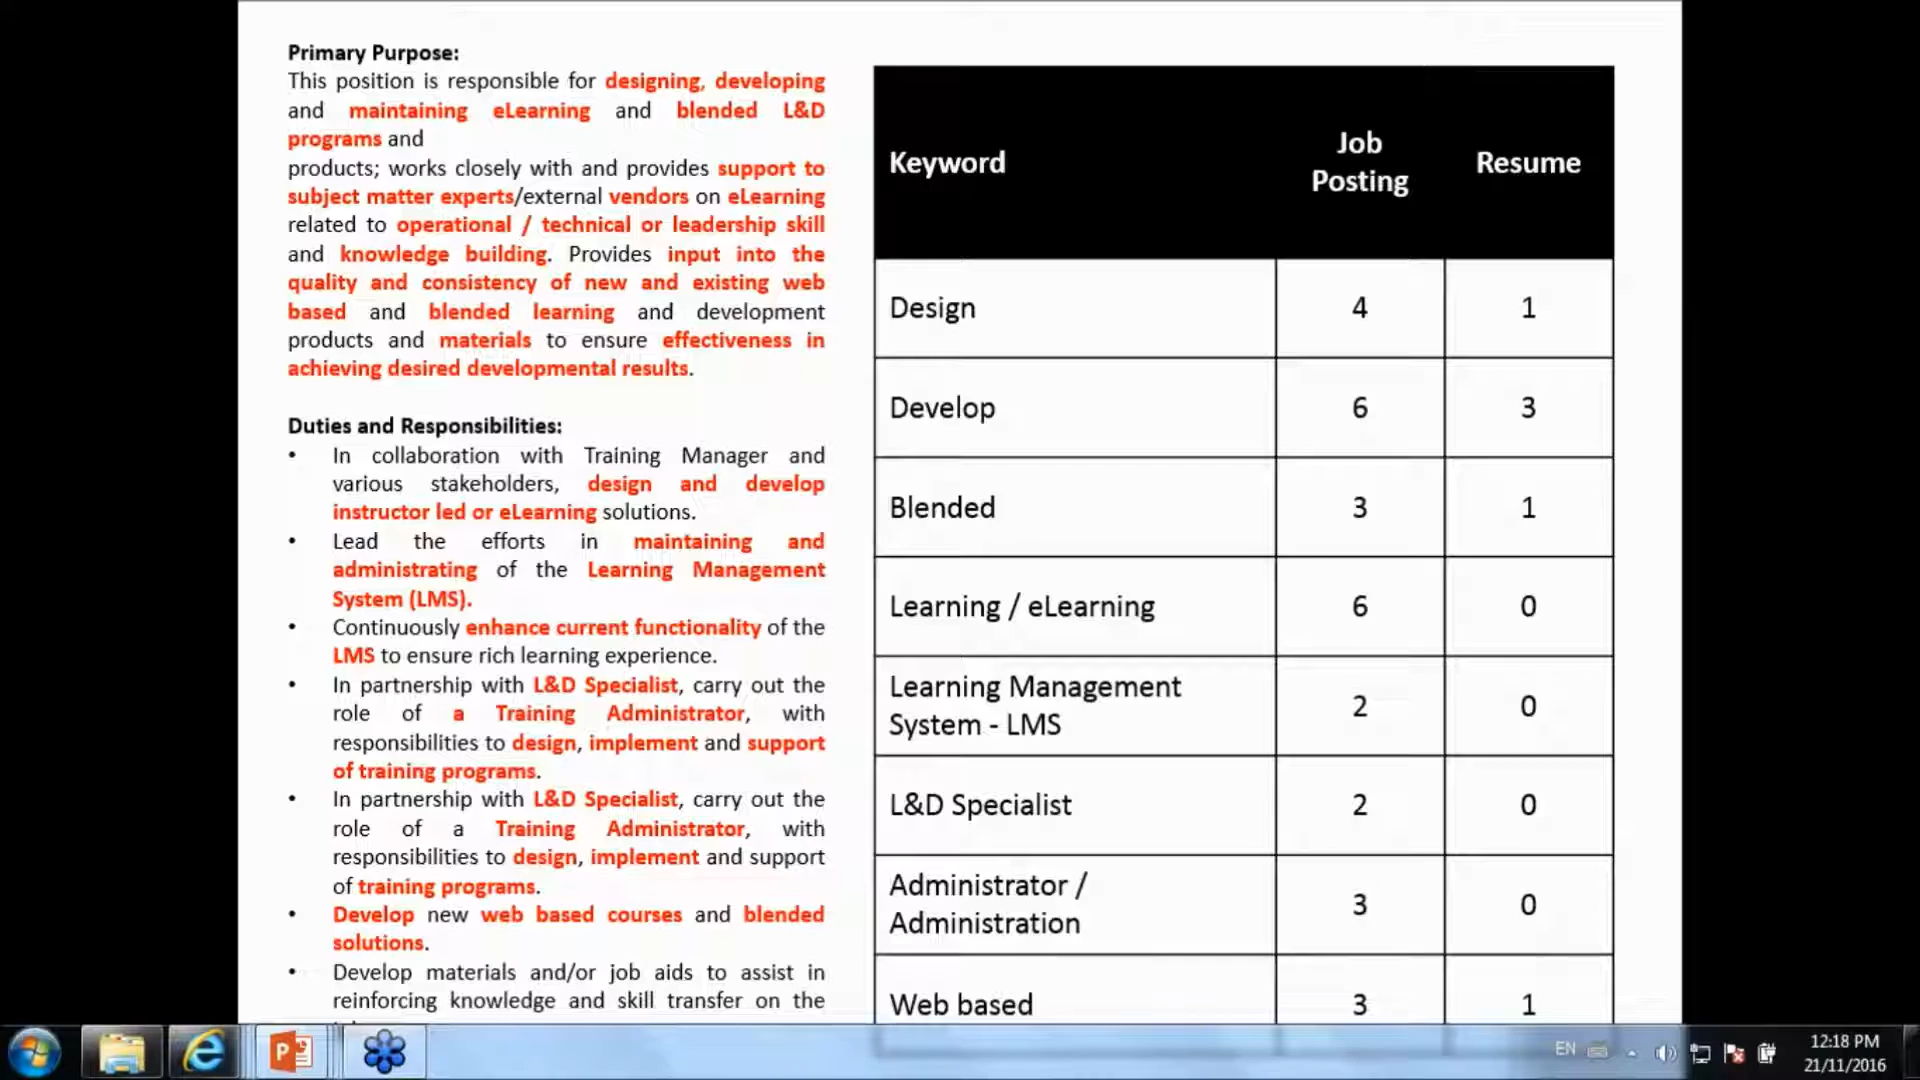 Primary Purpose:
This position is responsible for designing, developing
and maintaining eLearning and blended L&D
programs and
products; works closely with and provides support to
subject matter experts/external vendors on eLearning
related to operational / technical or leadership skill
and knowledge building. Provides input into the
quality and consistency of new and existing web
based and blended learning and development
products and materials to ensure effectiveness in
achieving desired developmental results.
Duties and Responsibilities:
• In collaboration with Training Manager and
various stakeholders, design and develop
instructor led or eLearning solutions.
• Lead the efforts in maintaining and
administrating of the Learning Management
System (LMS).
• Continuously enhance current functionality of the
LMS to ensure rich learning experience.
• In partnership with L&D Specialist, carry out the
role of a Training Administrator, with
responsibilities to design, implement and support
of training programs.
• In partnership with L&D Specialist, carry out the
role of a Training Administrator, with
responsibilities to design, implement and support
of training programs.
• Develop new web based courses and blended
solutions.
• Develop materials and/or job aids to assist in
reinforcing knowledge and skill transfer on the
Keyword Job Posting Resume
Design 4 1
Develop 6 3
Blended 3 1
Learning / eLearning 6 0
Learning Management
System - LMS 2 0
L&D Specialist 2 0
Administrator /
Administration 3 0
Web based 3 1
EN
12:18 PM
21/11/2016